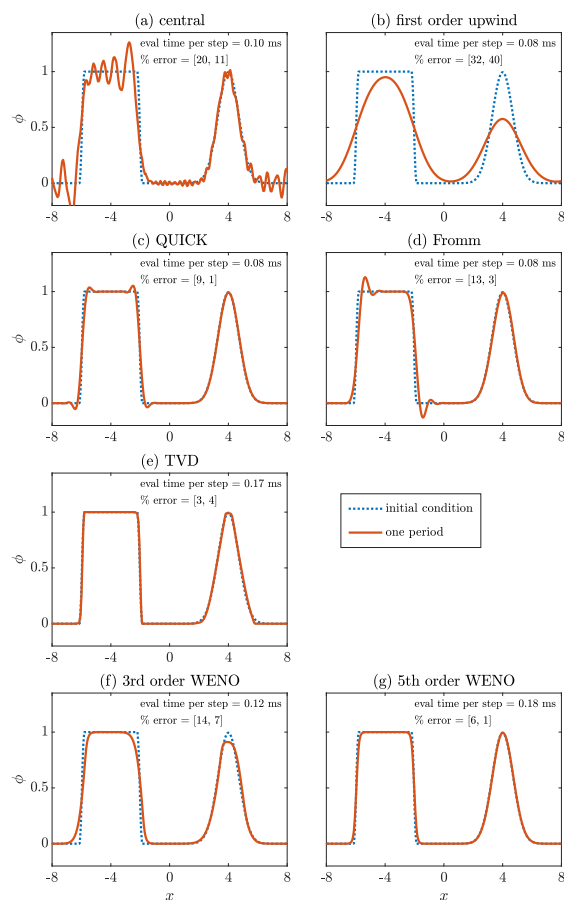 (a) central
(b) first order upwind
eval time per step = 0.10 ms
% error = [20, 11]
eval time per step = 0.08 ms
% error = [32, 40]
ϕ
1
0.5
0
-8 -4 0 4 8
-8 -4 0 4 8
(c) QUICK
(d) Fromm
eval time per step = 0.08 ms
% error = [9, 1]
eval time per step = 0.08 ms
% error = [13, 3]
ϕ
1
0.5
0
-8 -4 0 4 8
-8 -4 0 4 8
(e) TVD
eval time per step = 0.17 ms
% error = [3, 4]
ϕ
1
0.5
0
-8 -4 0 4 8
initial condition
one period
(f) 3rd order WENO
(g) 5th order WENO
eval time per step = 0.12 ms
% error = [14, 7]
eval time per step = 0.18 ms
% error = [6, 1]
ϕ
1
0.5
0
-8 -4 0 4 8
-8 -4 0 4 8
x
x